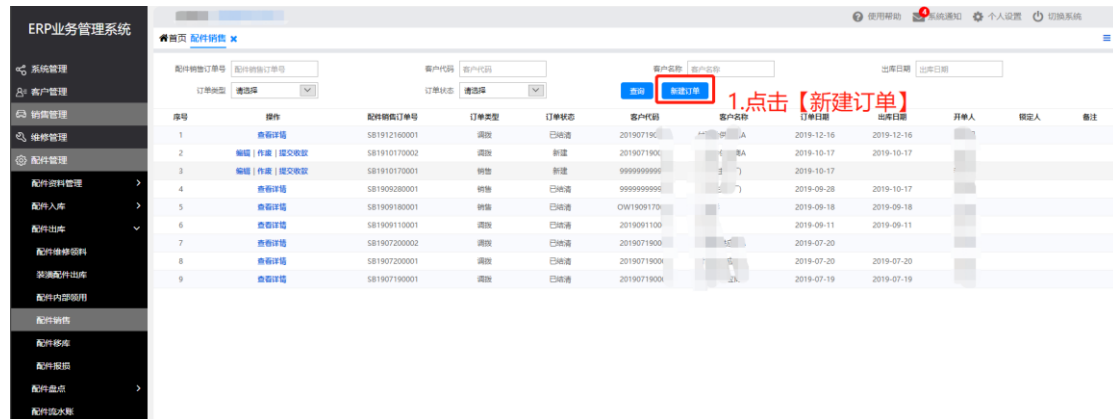 ERP业务管理系统
使用帮助 4 系统通知 个人设置 切换系统
首页 配件销售
系统管理
客户管理
销售管理
维修管理
配件管理
配件资料管理
配件入库
配件出库
配件维修领料
装潢配件出库
配件内部领用
配件销售
配件移库
配件报损
配件盘点
配件流水账
配件销售订单号 配件销售订单号 客户代码 客户代码 客户名称 客户名称 出库日期 出库日期
订单类型 请选择 订单状态 请选择 查询 新建订单
1.点击【新建订单】
序号 操作 配件销售订单号 订单类型 订单状态 客户代码 客户名称 订单日期 出库日期 开单人 锁定人 备注
1 查看详情 SB1912160001 调拨 已结清 20190719 A 2019-12-16 2019-12-16
2 编辑 | 作废 | 提交收款 SB1910170002 调拨 新建 2019071900 A 2019-10-17 2019-10-17
3 编辑 | 作废 | 提交收款 SB1910170001 销售 新建 9999999999 2019-10-17
4 查看详情 SB1909280001 销售 已结清 9999999999 2019-09-28 2019-10-17
5 查看详情 SB1909180001 销售 已结清 OW1909170 2019-09-18 2019-09-18
6 查看详情 SB1909110001 调拨 已结清 2019091100 2019-09-11 2019-09-11
7 查看详情 SB1907200002 调拨 已结清 2019071900 2019-07-20
8 查看详情 SB1907200001 调拨 已结清 2019071900 2019-07-20 2019-07-20
9 查看详情 SB1907190001 调拨 已结清 2019071900 2019-07-19 2019-07-19